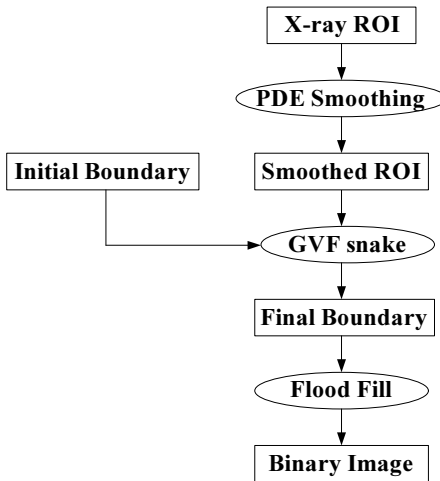 X-ray ROI
PDE Smoothing
Initial Boundary
Smoothed ROI
GVF snake
Final Boundary
Flood Fill
Binary Image